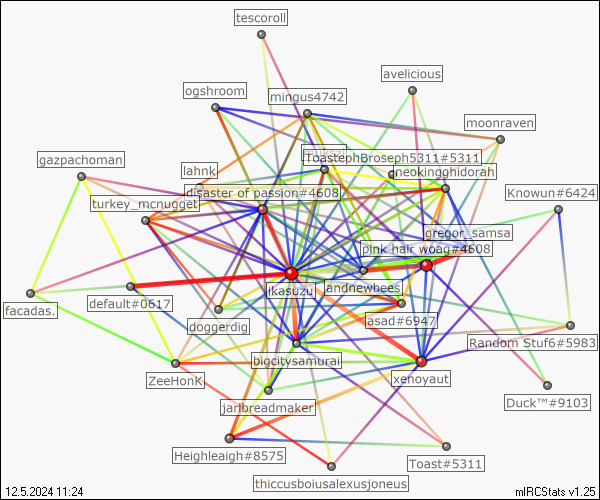 tescoroll
avelicious
ogshroom
mingus4742
moonraven
ToastephBroseph5311#5311
gazpachoman
lahnk
neokingghidorah
disaster of passion#4608
Knowun#6424
turkey_mcnugget
gregor_samsa
pink hair woag#4608
ikasuzu
andnewbees
facadas.
default#0617
doggerdig
asad#6947
Random Stuf6#5983
bigcitysamurai
ZeeHonK
xenoyaut
jarlbreadmaker
Duck™#9103
Heighleaigh#8575
Toast#5311
thiccusboiusalexusjoneus
12.5.2024 11:24
mIRCStats v1.25